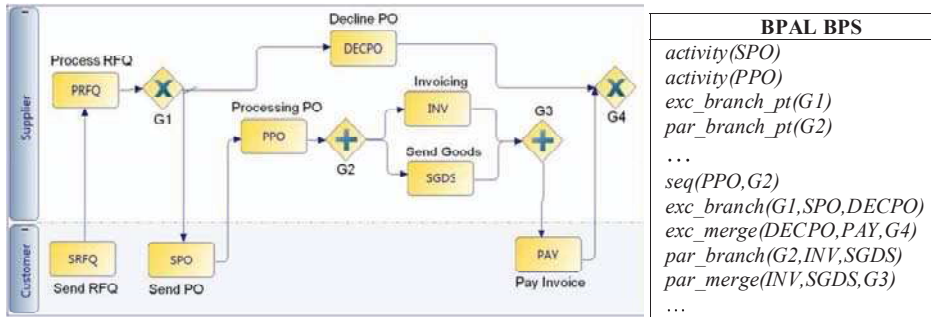 Decline PO
DECPO
Process RFQ
PRFQ
G1
Supplier
Processing PO
PPO
G2
Invoicing
INV
Send Goods
SGDS
G3
G4
Customer
SRFQ
Send RFQ
SPO
Send PO
PAY
Pay Invoice
BPAL BPS
activity(SPO)
activity(PPO)
exc_branch_pt(G1)
par_branch_pt(G2)
…
seq(PPO,G2)
exc_branch(G1,SPO,DECPO)
exc_merge(DECPO,PAY,G4)
par_branch(G2,INV,SGDS)
par_merge(INV,SGDS,G3)
…